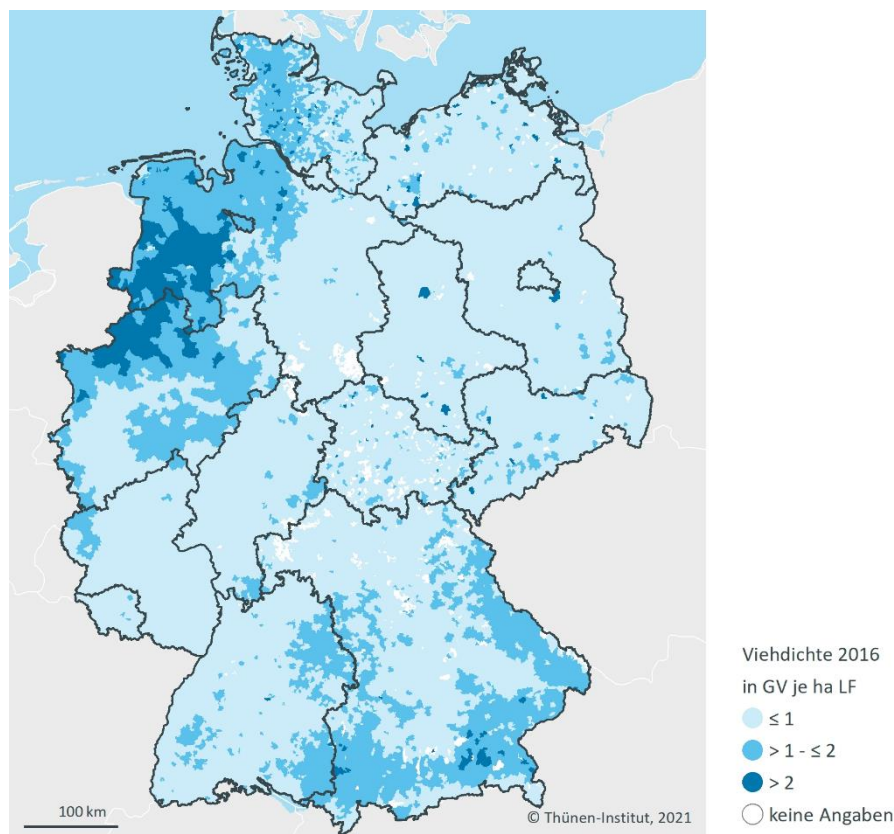 Viehdichte 2016
in GV je ha LF
≤ 1
> 1 - ≤ 2
> 2
keine Angaben
100 km
© Thünen-Institut, 2021